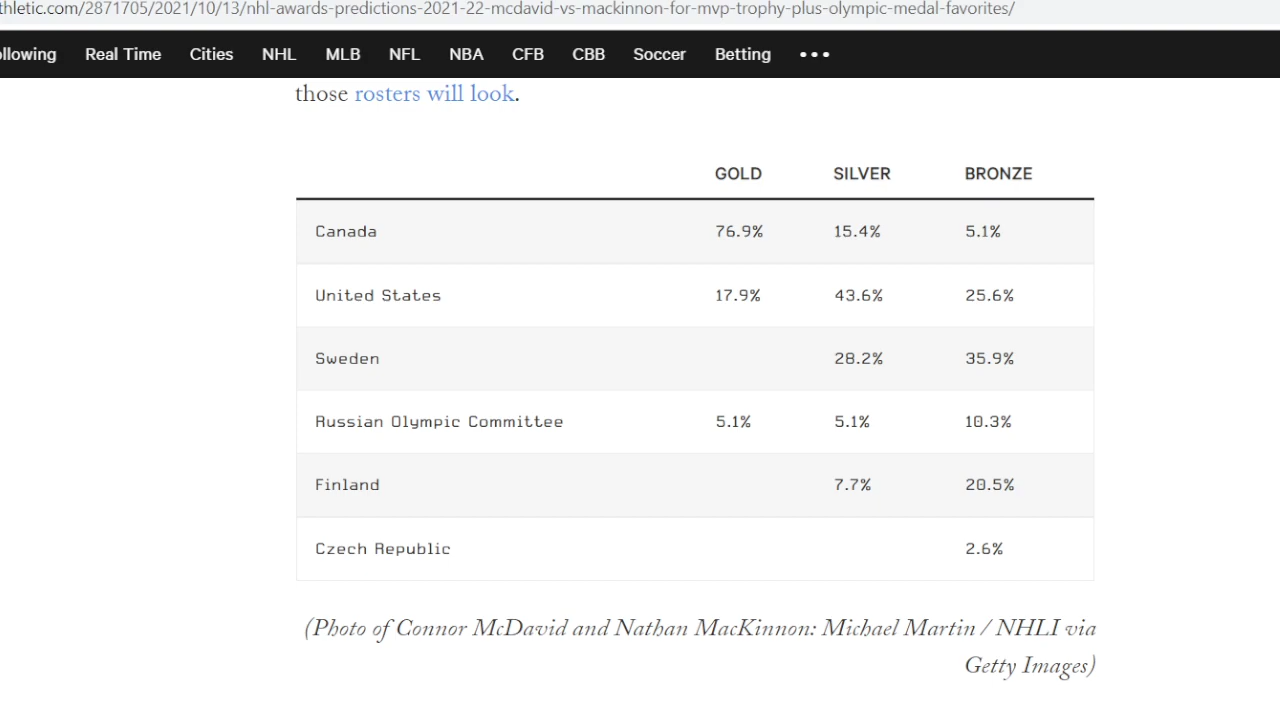 thletic.com/2871705/2021/10/13/nhl-awards-predictions-2021-22-mcdavid-vs-mackinnon-for-mvp-trophy-plus-olympic-medal-favorites/
ollowing Real Time Cities NHL MLB NFL NBA CFB CBB Soccer Betting •••
those rosters will look.
GOLD SILVER BRONZE
Canada 76.9% 15.4% 5.1%
United States 17.9% 43.6% 25.6%
Sweden 28.2% 35.9%
Russian Olympic Committee 5.1% 5.1% 10.3%
Finland 7.7% 20.5%
Czech Republic 2.6%
(Photo of Connor McDavid and Nathan MacKinnon: Michael Martin / NHLI via
Getty Images)